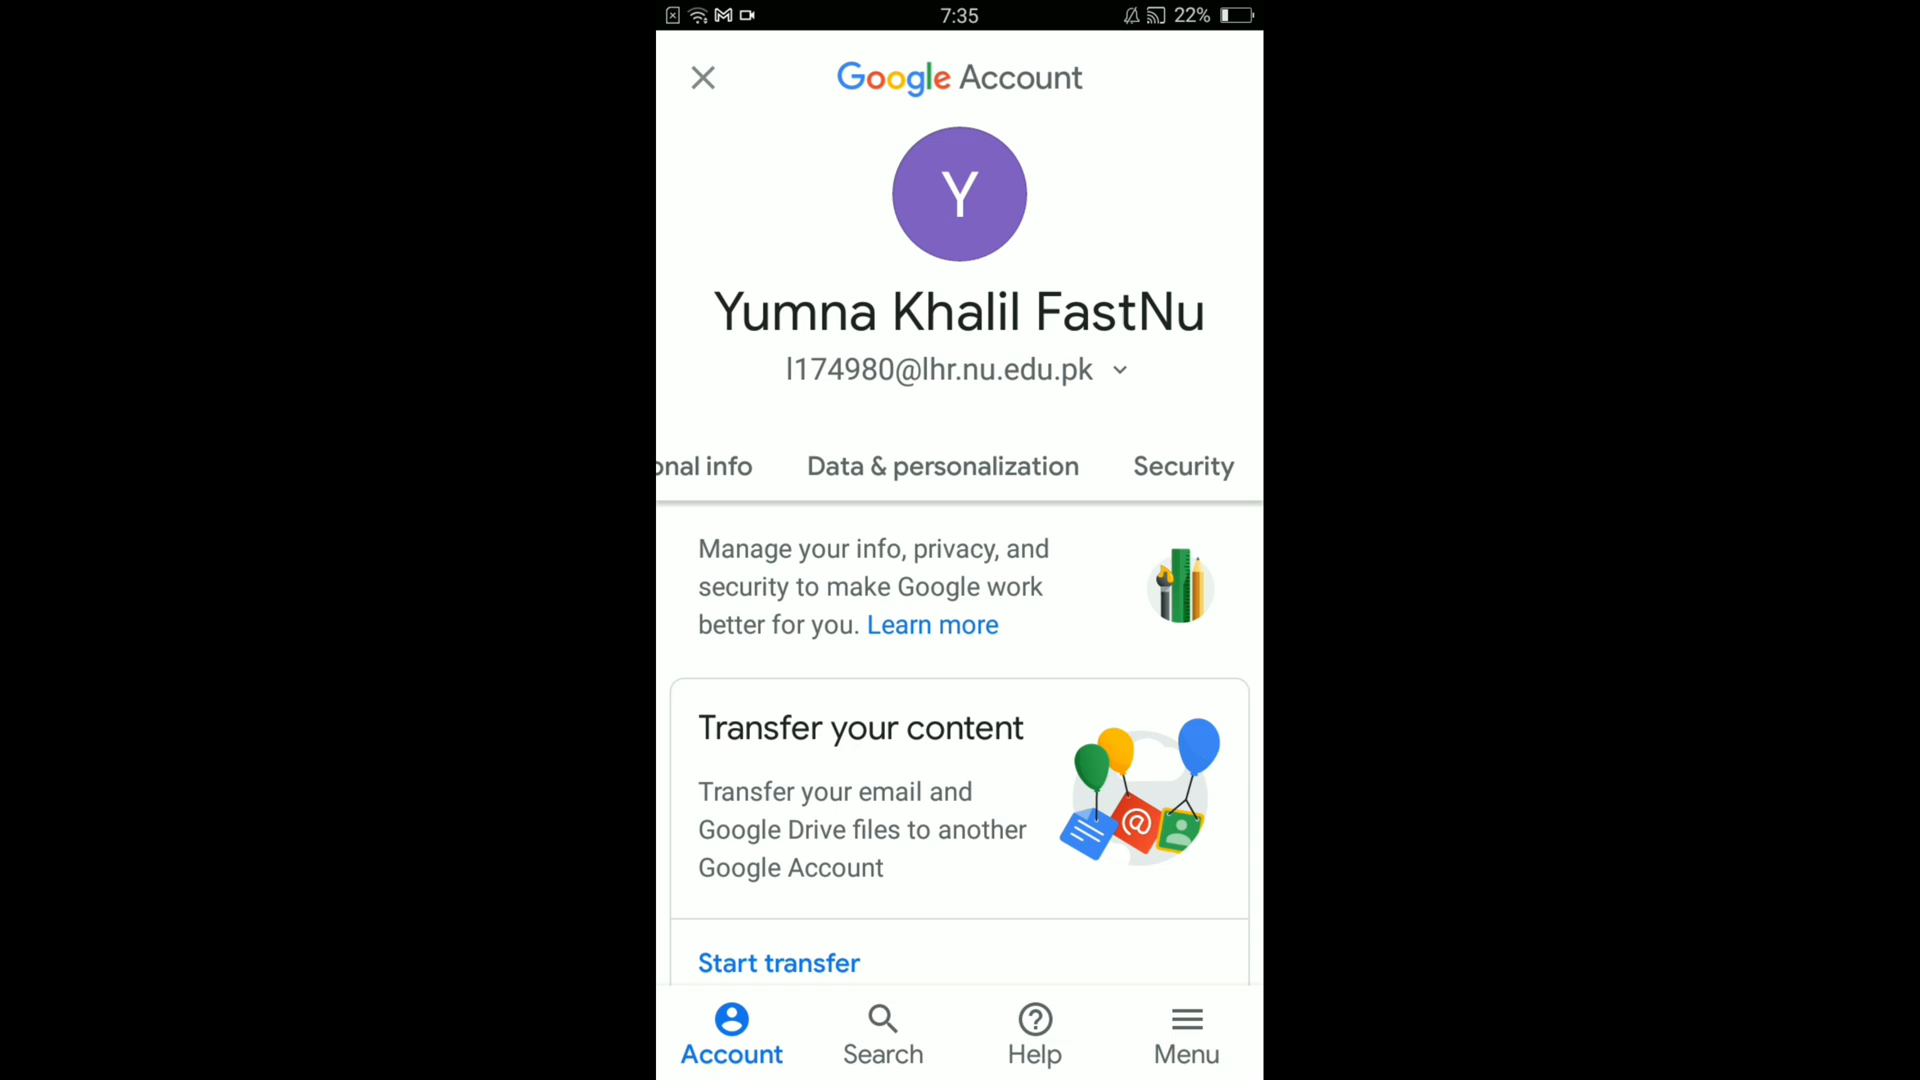 7:35
22%
Google Account
Y
Yumna Khalil FastNu
l174980@lhr.nu.edu.pk
onal info Data & personalization Security
Manage your info, privacy, and
security to make Google work
better for you. Learn more
Transfer your content
Transfer your email and
Google Drive files to another
Google Account
@
Start transfer
Account Search Help Menu